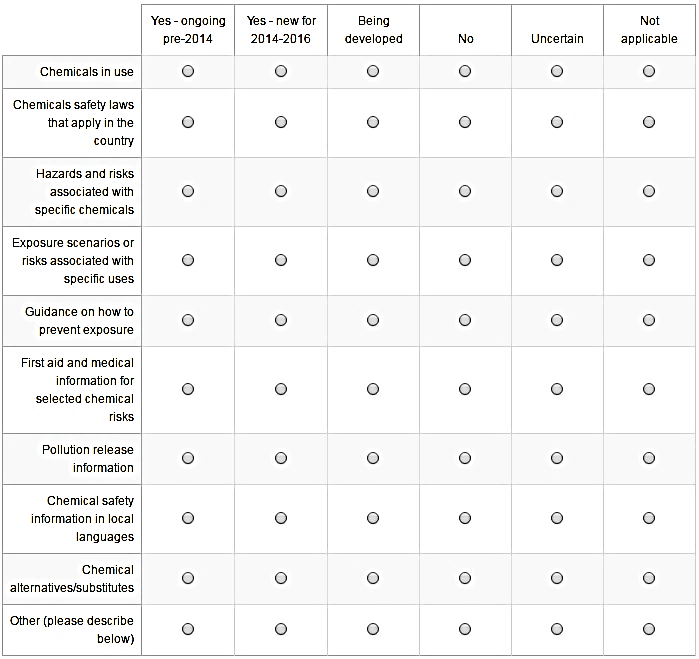 Yes - ongoing
pre-2014
Yes - new for
2014-2016
Being
developed
No
Uncertain
Not
applicable
Chemicals in use
Chemicals safety laws
that apply in the
country
Hazards and risks
associated with
specific chemicals
Exposure scenarios or
risks associated with
specific uses
Guidance on how to
prevent exposure
First aid and medical
information for
selected chemical
risks
Pollution release
information
Chemical safety
information in local
languages
Chemical
alternatives/substitutes
Other (please describe
below)